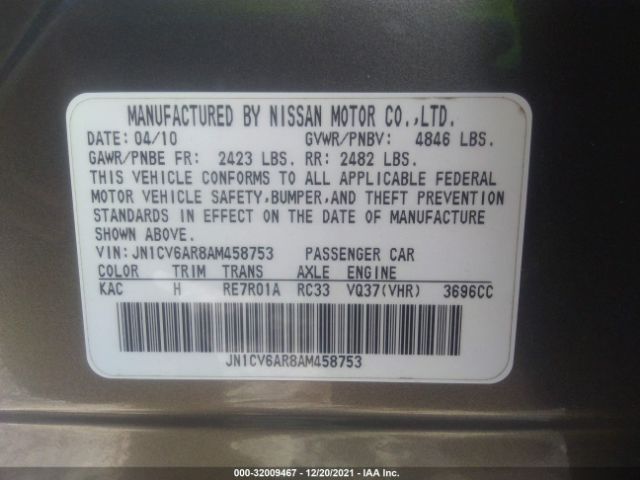 MANUFACTURED BY NISSAN MOTOR CO.,LTD.
DATE: 04/10 GVWR/PNBV: 4846 LBS.
GAWR/PNBE FR: 2423 LBS. RR: 2482 LBS.
THIS VEHICLE CONFORMS TO ALL APPLICABLE FEDERAL
MOTOR VEHICLE SAFETY,BUMPER,AND THEFT PREVENTION
STANDARDS IN EFFECT ON THE DATE OF MANUFACTURE
SHOWN ABOVE.
VIN: JN1CV6AR8AM458753 PASSENGER CAR
COLOR TRIM TRANS AXLE ENGINE
KAC H RE7R01A RC33 VQ37(VHR) 3696CC
JN1CV6AR8AM458753
000-32009467 - 12/20/2021 - IAA Inc.